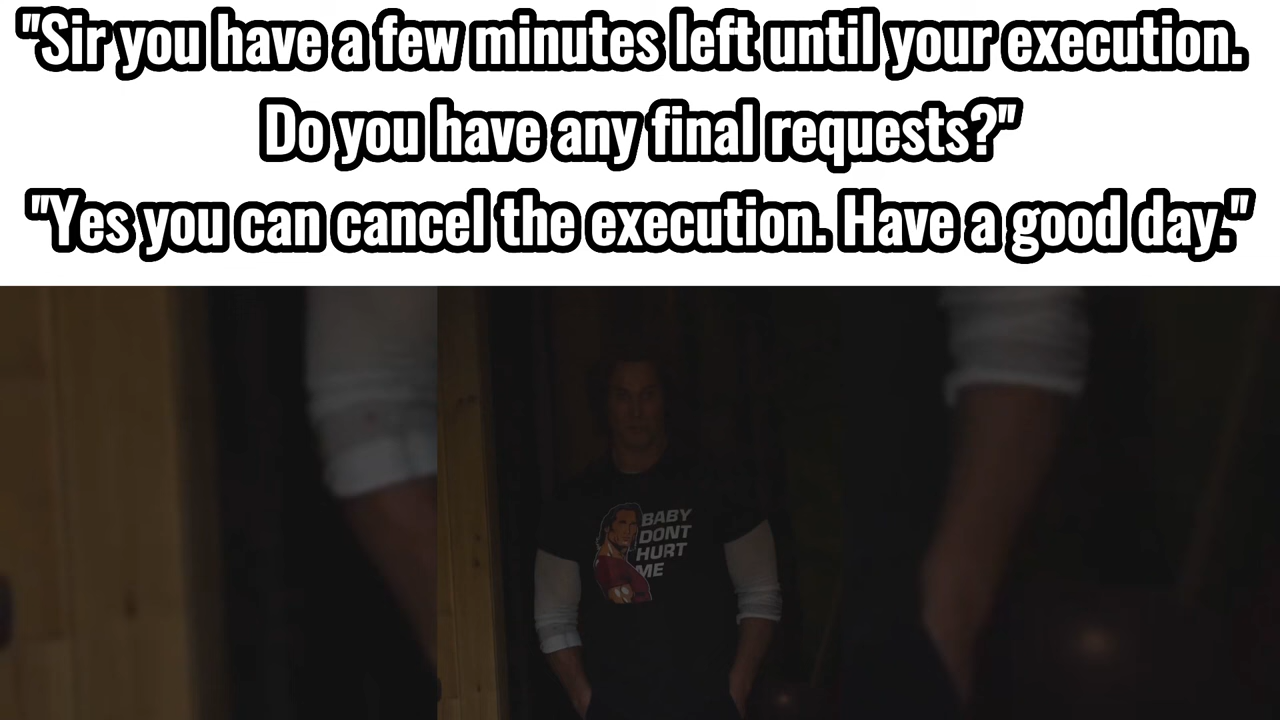 "Sir you have a few minutes left until your execution.
Do you have any final requests?"
"Yes you can cancel the execution. Have a good day."
BABY
DONT
HURT
ME